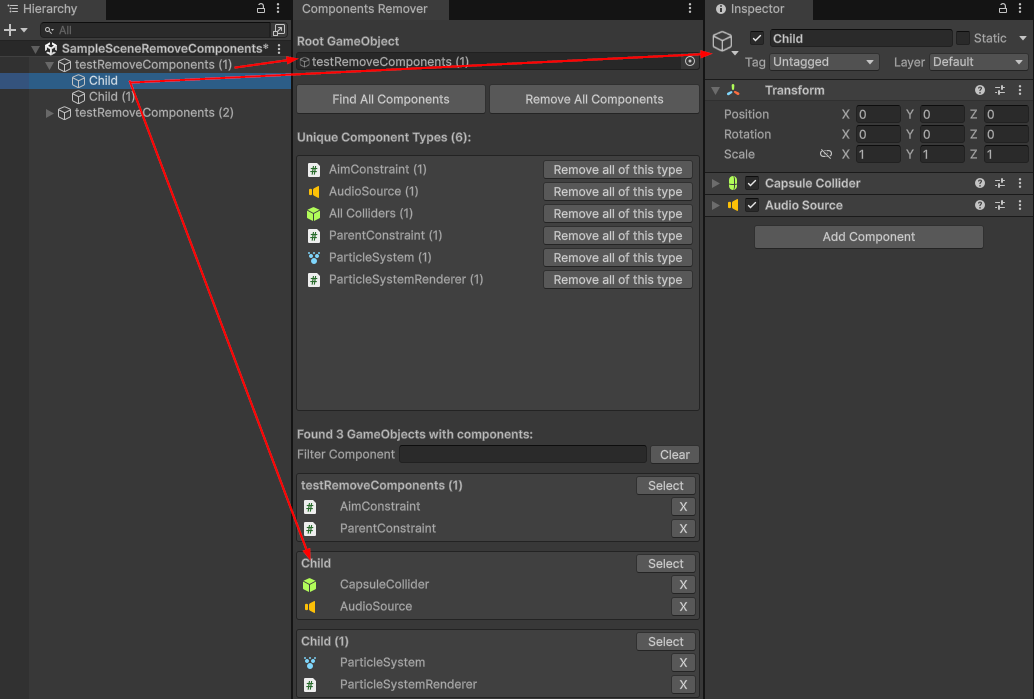 Hierarchy
All
SampleSceneRemoveComponents*
testRemoveComponents (1)
Child
Child (1)
testRemoveComponents (2)
Components Remover
Root GameObject
testRemoveComponents (1)
Find All Components
Remove All Components
Unique Component Types (6):
AimConstraint (1) Remove all of this type
AudioSource (1) Remove all of this type
All Colliders (1) Remove all of this type
ParentConstraint (1) Remove all of this type
ParticleSystem (1) Remove all of this type
ParticleSystemRenderer (1) Remove all of this type
Found 3 GameObjects with components:
Filter Component Clear
testRemoveComponents (1) Select
AimConstraint X
ParentConstraint X
Child Select
CapsuleCollider X
AudioSource X
Child (1) Select
ParticleSystem X
ParticleSystemRenderer X
Inspector
Child Static
Tag Untagged Layer Default
Transform
Position X 0 Y 0 Z 0
Rotation X 0 Y 0 Z 0
Scale X 1 Y 1 Z 1
Capsule Collider
Audio Source
Add Component